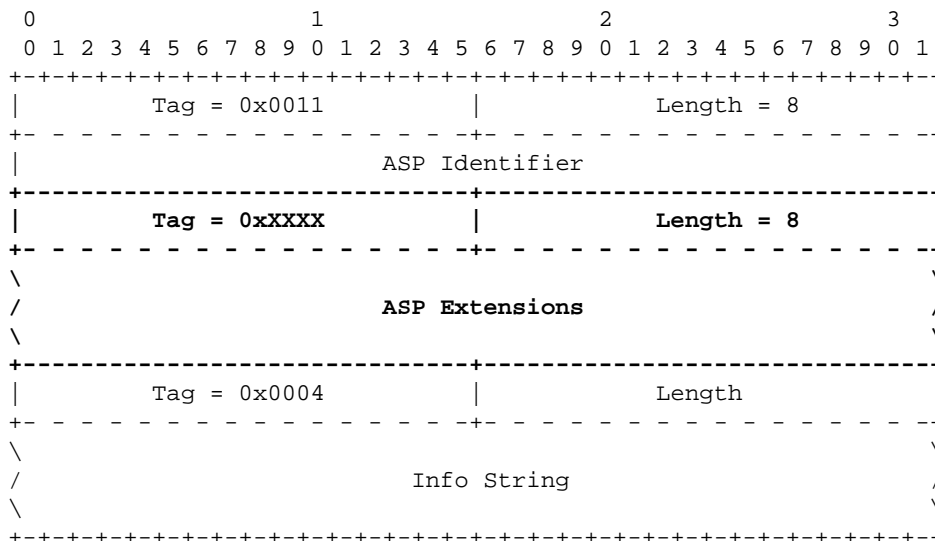 0                   1                   2                   3
0 1 2 3 4 5 6 7 8 9 0 1 2 3 4 5 6 7 8 9 0 1 2 3 4 5 6 7 8 9 0 1
Tag = 0x0011 | Length = 8
ASP Identifier
Tag = 0xXXXX | Length = 8
ASP Extensions
Tag = 0x0004 | Length
Info String